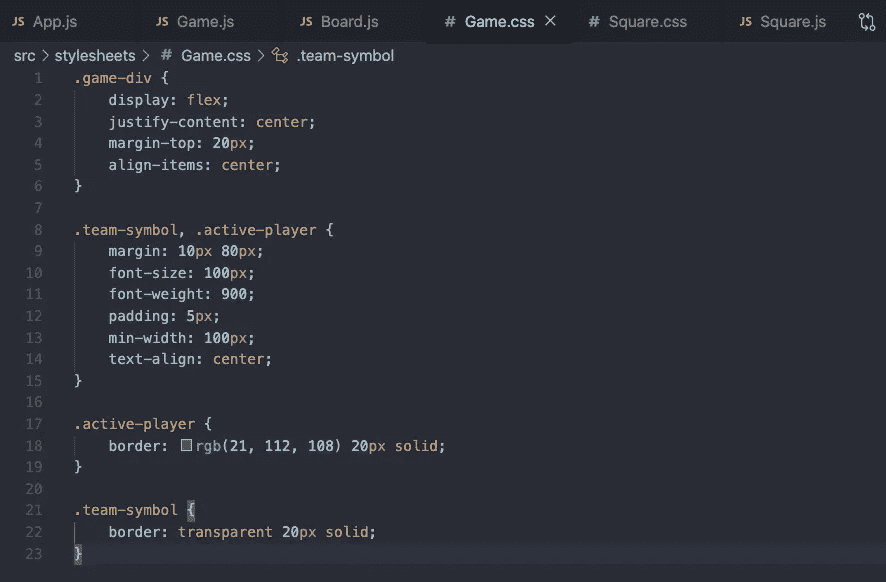 JS App.js JS Game.js JS Board.js # Game.css × # Square.css JS Square.js
src > stylesheets > # Game.css > .team-symbol
1 .game-div {
2     display: flex;
3     justify-content: center;
4     margin-top: 20px;
5     align-items: center;
6 }
7
8 .team-symbol, .active-player {
9     margin: 10px 80px;
10     font-size: 100px;
11     font-weight: 900;
12     padding: 5px;
13     min-width: 100px;
14     text-align: center;
15 }
16
17 .active-player {
18     border: rgb(21, 112, 108) 20px solid;
19 }
20
21 .team-symbol {
22     border: transparent 20px solid;
23 }